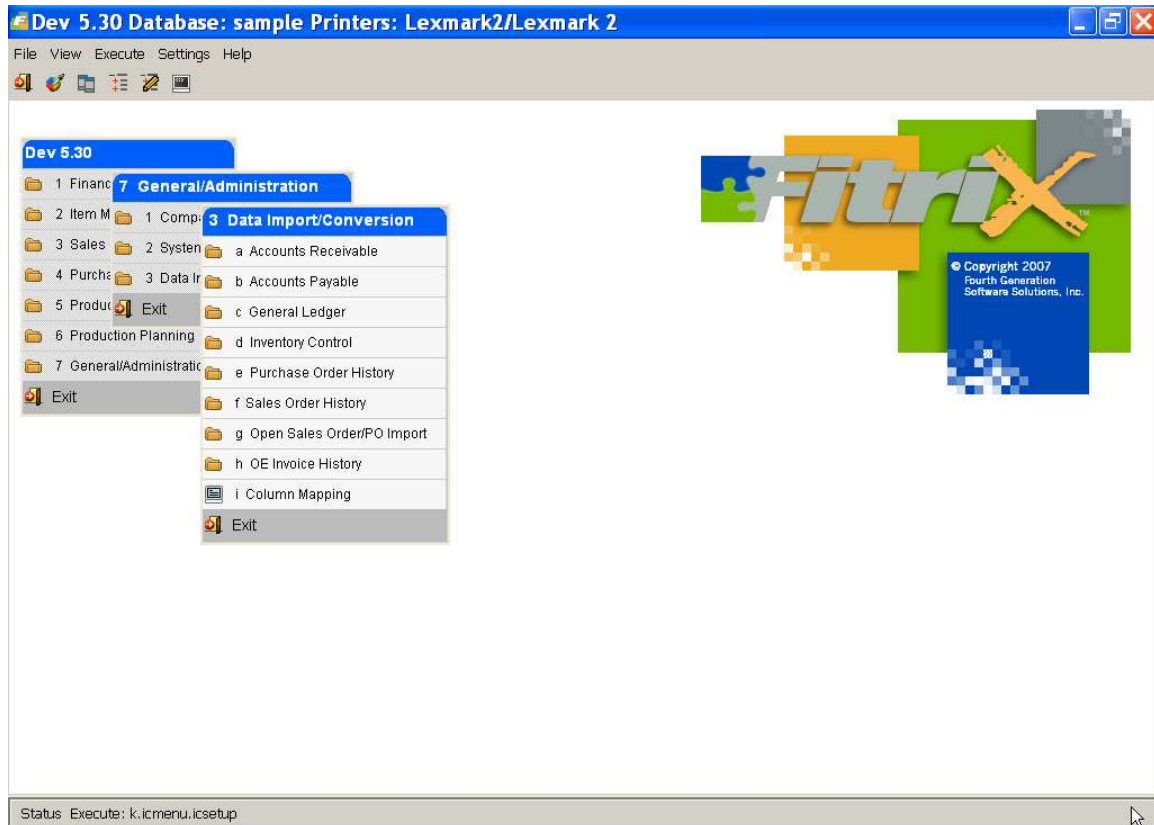 Dev 5.30 Database: sample Printers: Lexmark2/Lexmark 2
File View Execute Settings Help
Dev 5.30
1 Financ
2 Item M
3 Sales
4 Purcha
5 Produc
6 Production Planning
7 General/Administratio
Exit
7 General/Administration
1 Compa
2 System
3 Data Ir
Exit
3 Data Import/Conversion
a Accounts Receivable
b Accounts Payable
c General Ledger
d Inventory Control
e Purchase Order History
f Sales Order History
g Open Sales Order/PO Import
h OE Invoice History
i Column Mapping
Exit
FitriX
TM
© Copyright 2007
Fourth Generation
Software Solutions, Inc.
Status Execute: k.icmenu.icsetup